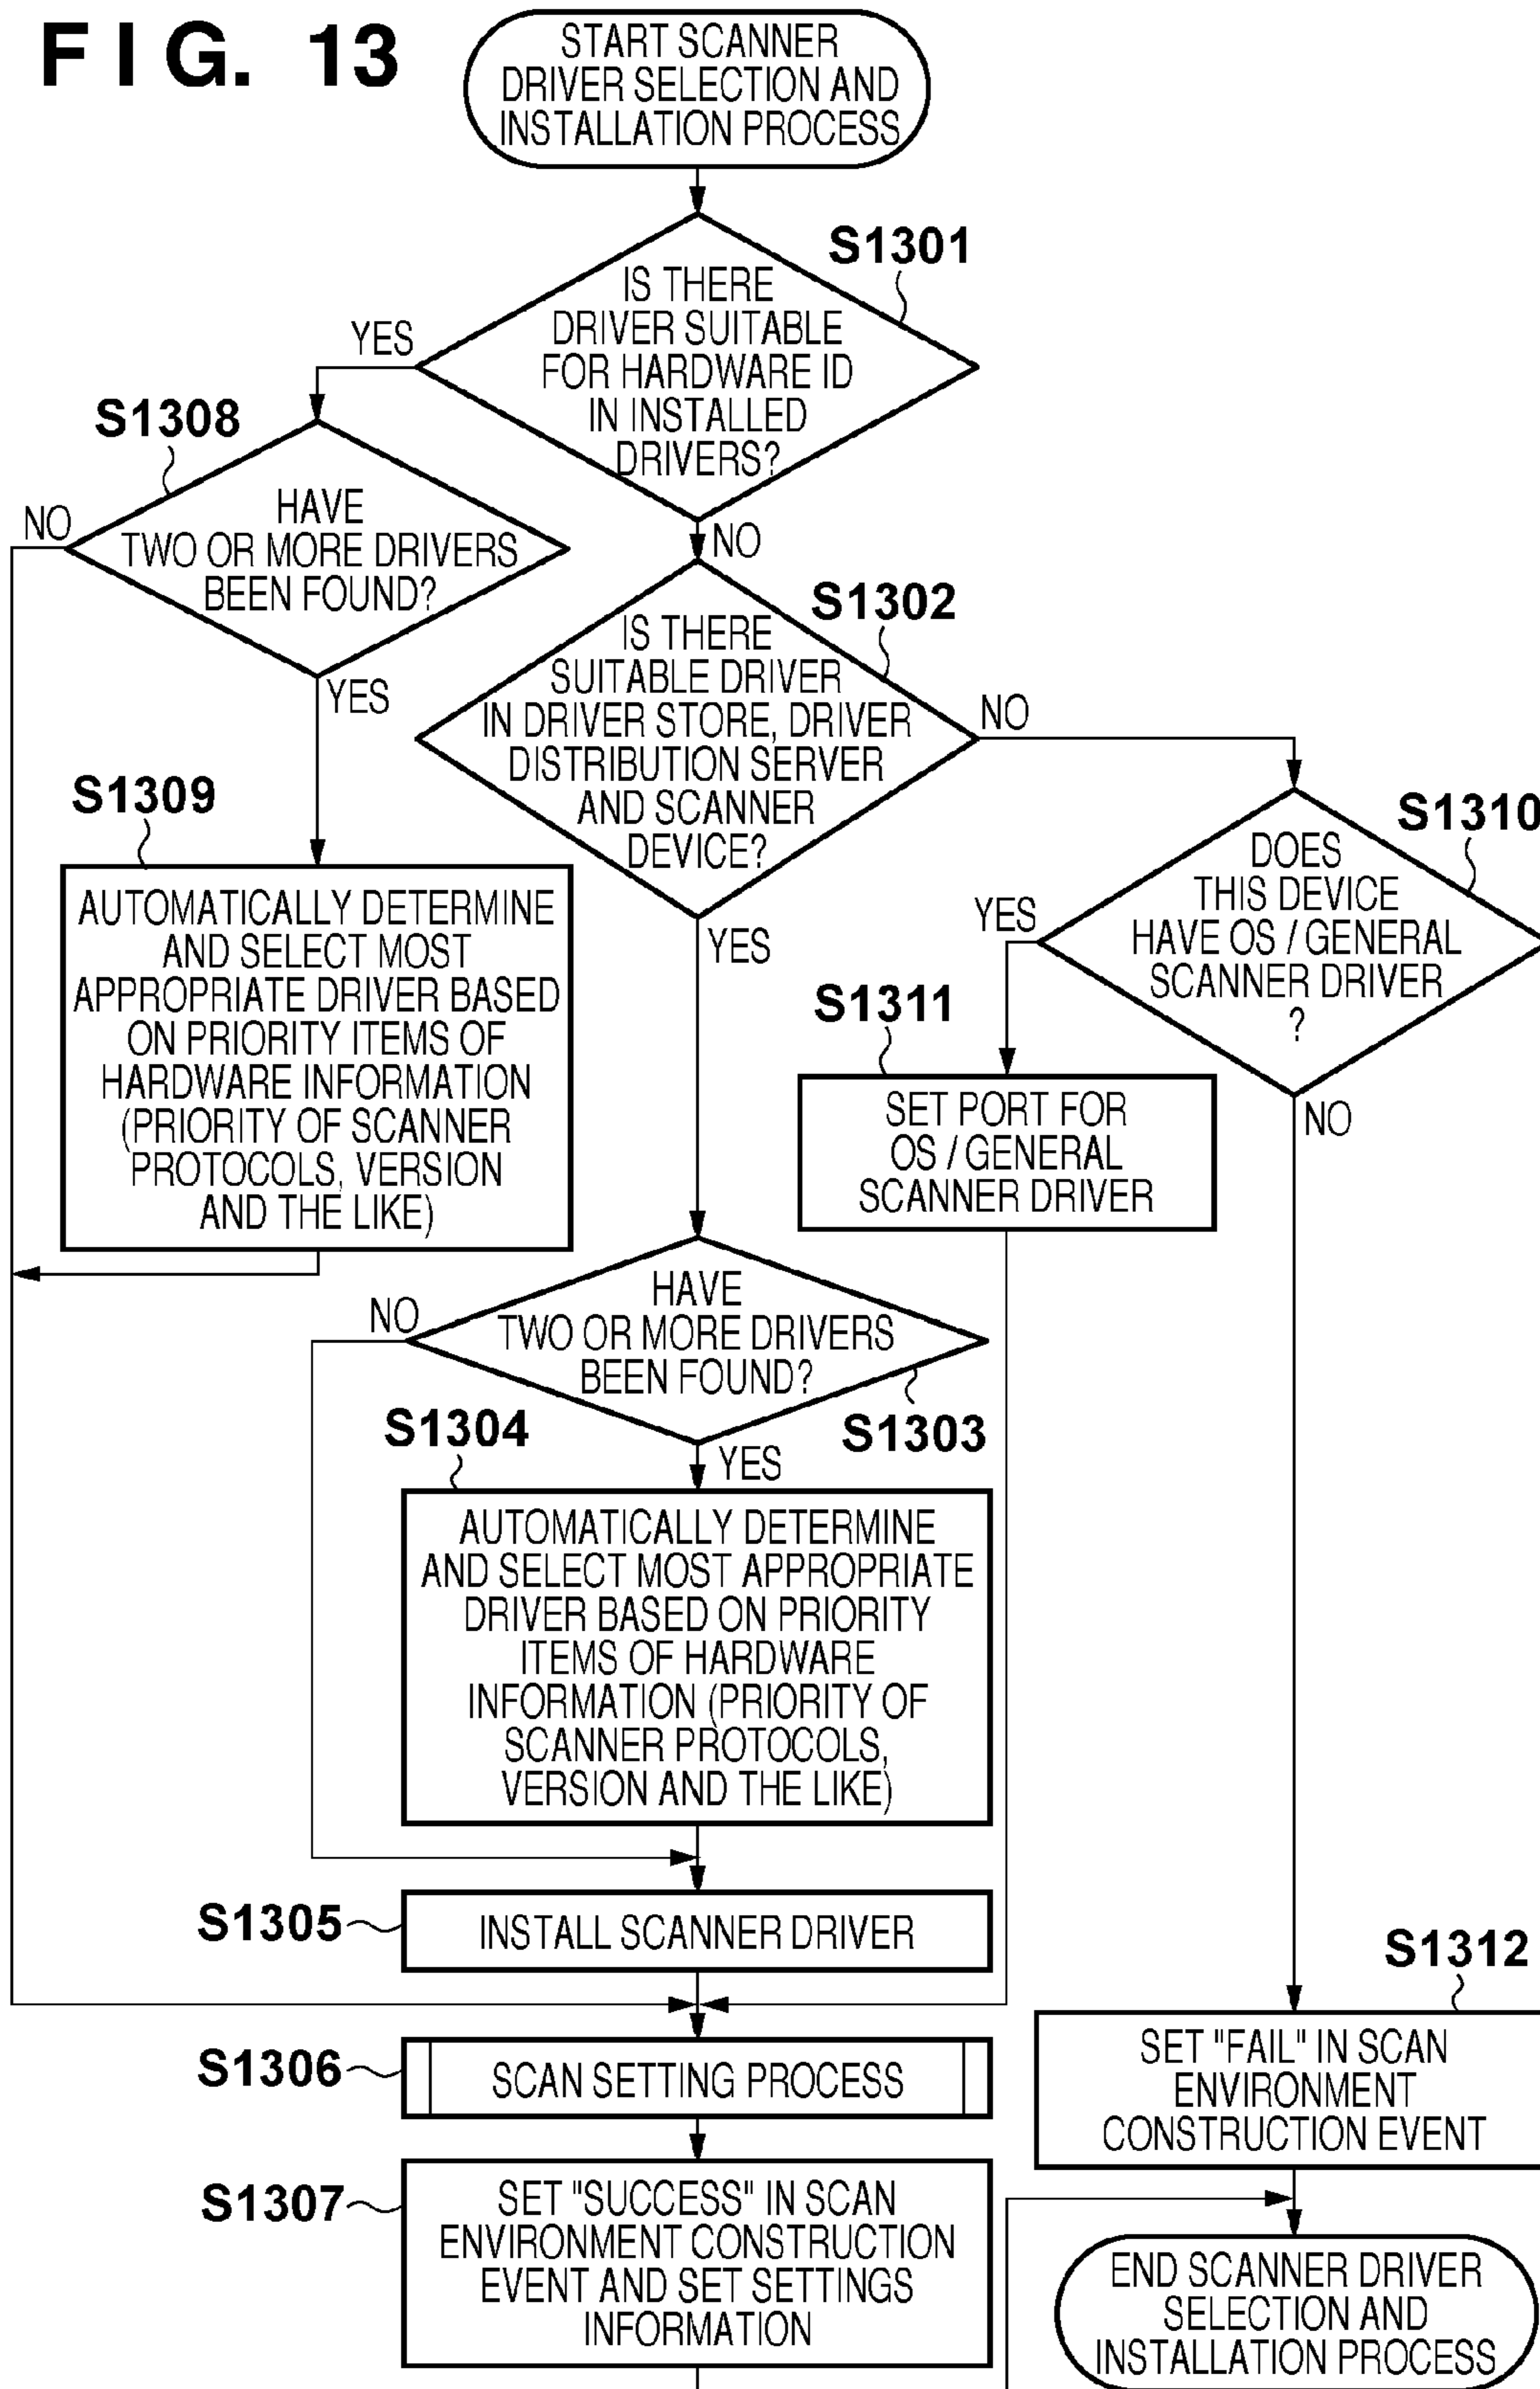 FIG. 13
START SCANNER
DRIVER SELECTION AND
INSTALLATION PROCESS
S1301
IS THERE
DRIVER SUITABLE
FOR HARDWARE ID
IN INSTALLED
DRIVERS?
YES
NO
S1308
HAVE
TWO OR MORE DRIVERS
BEEN FOUND?
NO
YES
S1302
IS THERE
SUITABLE DRIVER
IN DRIVER STORE, DRIVER
DISTRIBUTION SERVER
AND SCANNER
DEVICE?
NO
YES
S1309
AUTOMATICALLY DETERMINE
AND SELECT MOST
APPROPRIATE DRIVER BASED
ON PRIORITY ITEMS OF
HARDWARE INFORMATION
(PRIORITY OF SCANNER
PROTOCOLS, VERSION
AND THE LIKE)
S1310
DOES
THIS DEVICE
HAVE OS / GENERAL
SCANNER DRIVER
?
YES
NO
S1311
SET PORT FOR
OS / GENERAL
SCANNER DRIVER
HAVE
TWO OR MORE DRIVERS
BEEN FOUND?
NO
S1303
YES
S1304
AUTOMATICALLY DETERMINE
AND SELECT MOST APPROPRIATE
DRIVER BASED ON PRIORITY
ITEMS OF HARDWARE
INFORMATION (PRIORITY OF
SCANNER PROTOCOLS,
VERSION AND THE LIKE)
S1305
INSTALL SCANNER DRIVER
S1306
SCAN SETTING PROCESS
S1312
SET "FAIL" IN SCAN
ENVIRONMENT
CONSTRUCTION EVENT
S1307
SET "SUCCESS" IN SCAN
ENVIRONMENT CONSTRUCTION
EVENT AND SET SETTINGS
INFORMATION
END SCANNER DRIVER
SELECTION AND
INSTALLATION PROCESS